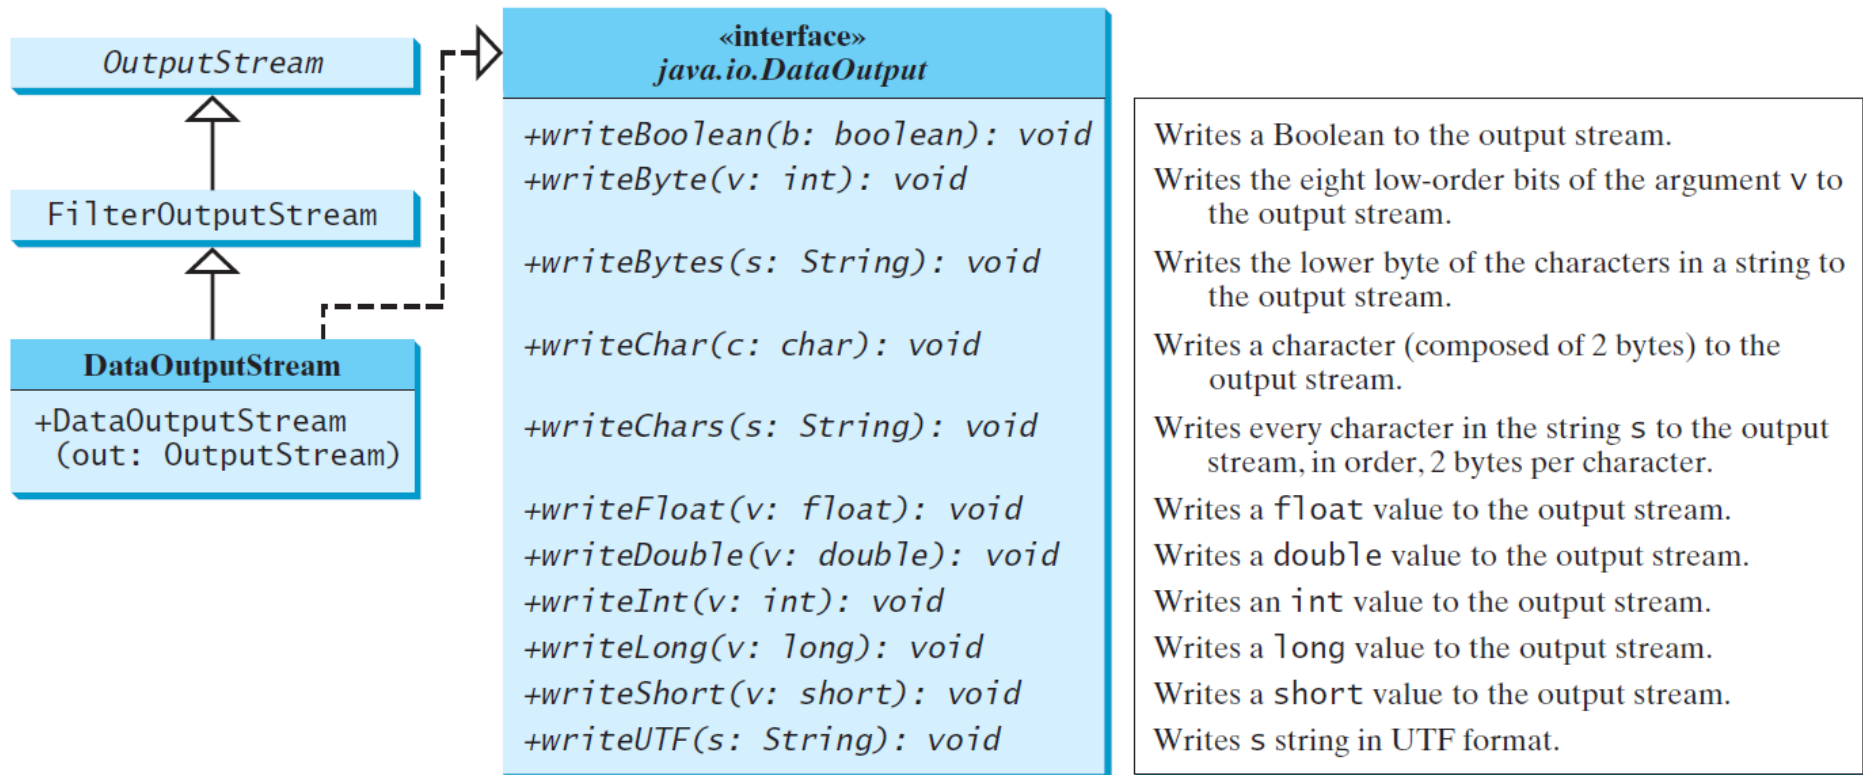 OutputStream
FilterOutputStream
DataOutputStream
+DataOutputStream
(out: OutputStream)
«interface»
java.io.DataOutput
+writeBoolean(b: boolean): void
+writeByte(v: int): void
+writeBytes(s: String): void
+writeChar(c: char): void
+writeChars(s: String): void
+writeFloat(v: float): void
+writeDouble(v: double): void
+writeInt(v: int): void
+writeLong(v: long): void
+writeShort(v: short): void
+writeUTF(s: String): void
Writes a Boolean to the output stream.
Writes the eight low-order bits of the argument v to
the output stream.
Writes the lower byte of the characters in a string to
the output stream.
Writes a character (composed of 2 bytes) to the
output stream.
Writes every character in the string s to the output
stream, in order, 2 bytes per character.
Writes a float value to the output stream.
Writes a double value to the output stream.
Writes an int value to the output stream.
Writes a long value to the output stream.
Writes a short value to the output stream.
Writes s string in UTF format.